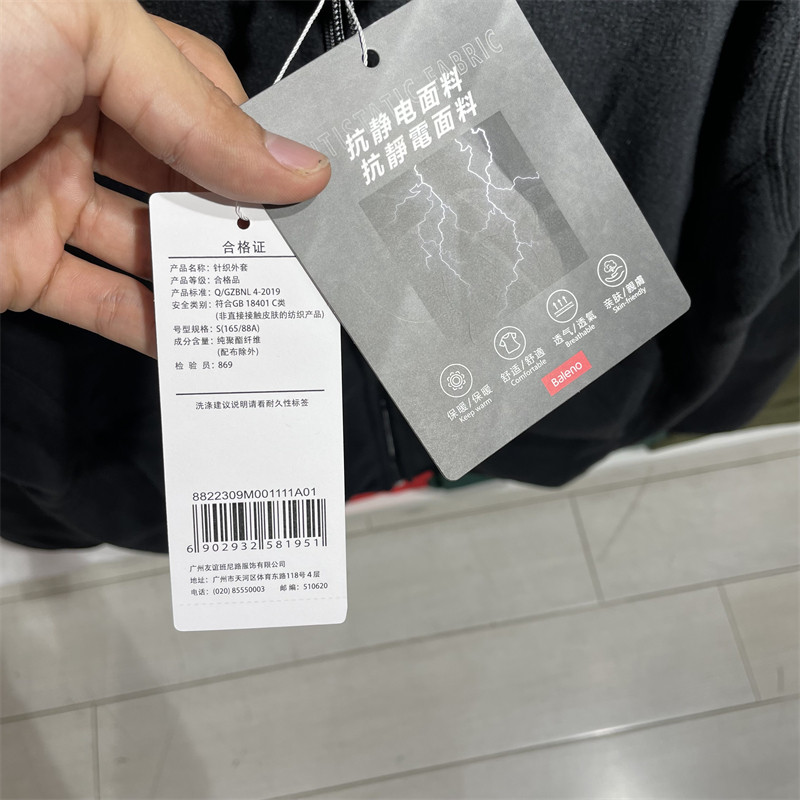 合格证
产品名称：针织外套
产品等级：合格品
产品标准：Q/GZBNL 4-2019
安全类别：符合GB 18401 C类
(非直接接触皮肤的纺织产品)
号型规格：S(165/88A)
成分含量：纯聚酯纤维
(配布除外)
检 验 员：869
洗涤建议说明请看耐久性标签
8822309M001111A01
6 902932 581951
广州友谊班尼路服饰有限公司
地址：广州市天河区体育东路118号4层
电话：(020) 85550003 邮编：510620
FABRIC
抗静电面料
抗靜電面料
保暖/保暖
Keep warm
舒适/舒適
Comfortable
透气/透氣
Breathable
亲肤/親膚
Skin-friendly
Baleno